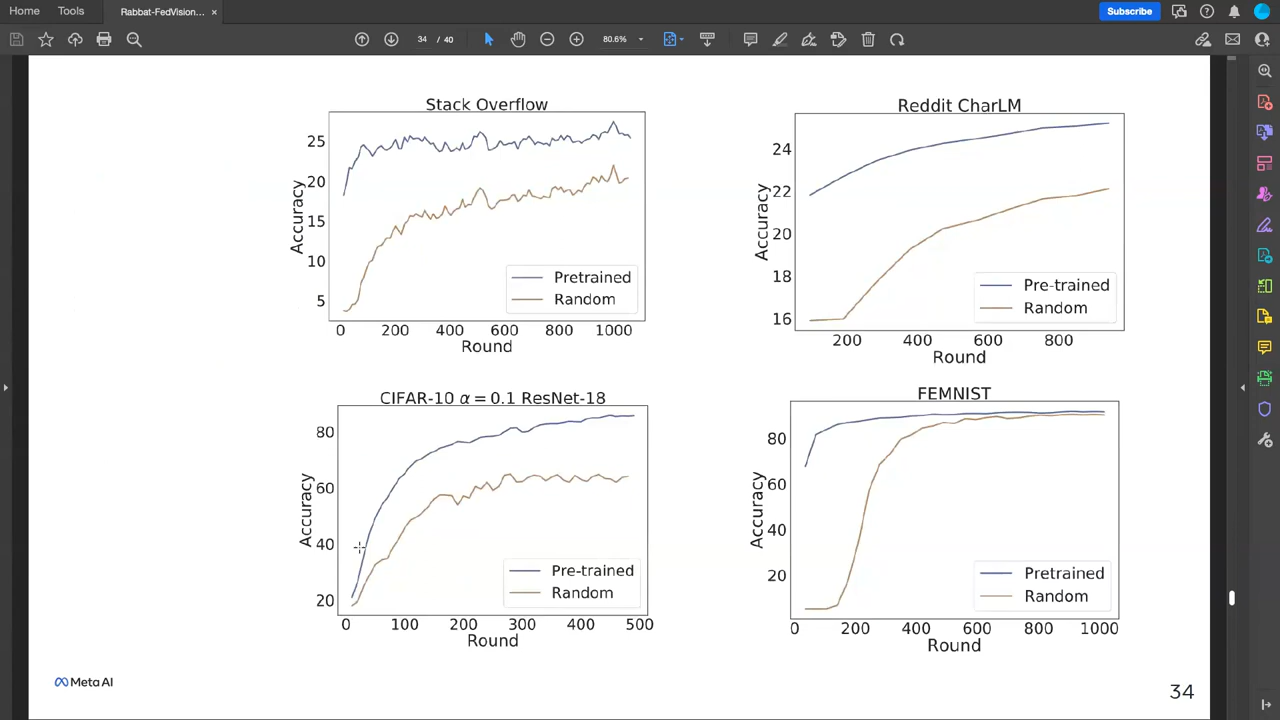 Home
Tools
Rabbat-FedVision...
×
Subscribe
34 / 40
80.6%
Stack Overflow
25
20
15
10
5
Accuracy
Pretrained
Random
0 200 400 600 800 1000
Round
Reddit CharLM
24
22
20
18
16
Accuracy
Pre-trained
Random
200 400 600 800
Round
CIFAR-10 α = 0.1 ResNet-18
80
60
40
20
Accuracy
Pre-trained
Random
0 100 200 300 400 500
Round
FEMNIST
80
60
40
20
Accuracy
Pretrained
Random
0 200 400 600 800 1000
Round
Meta AI
34